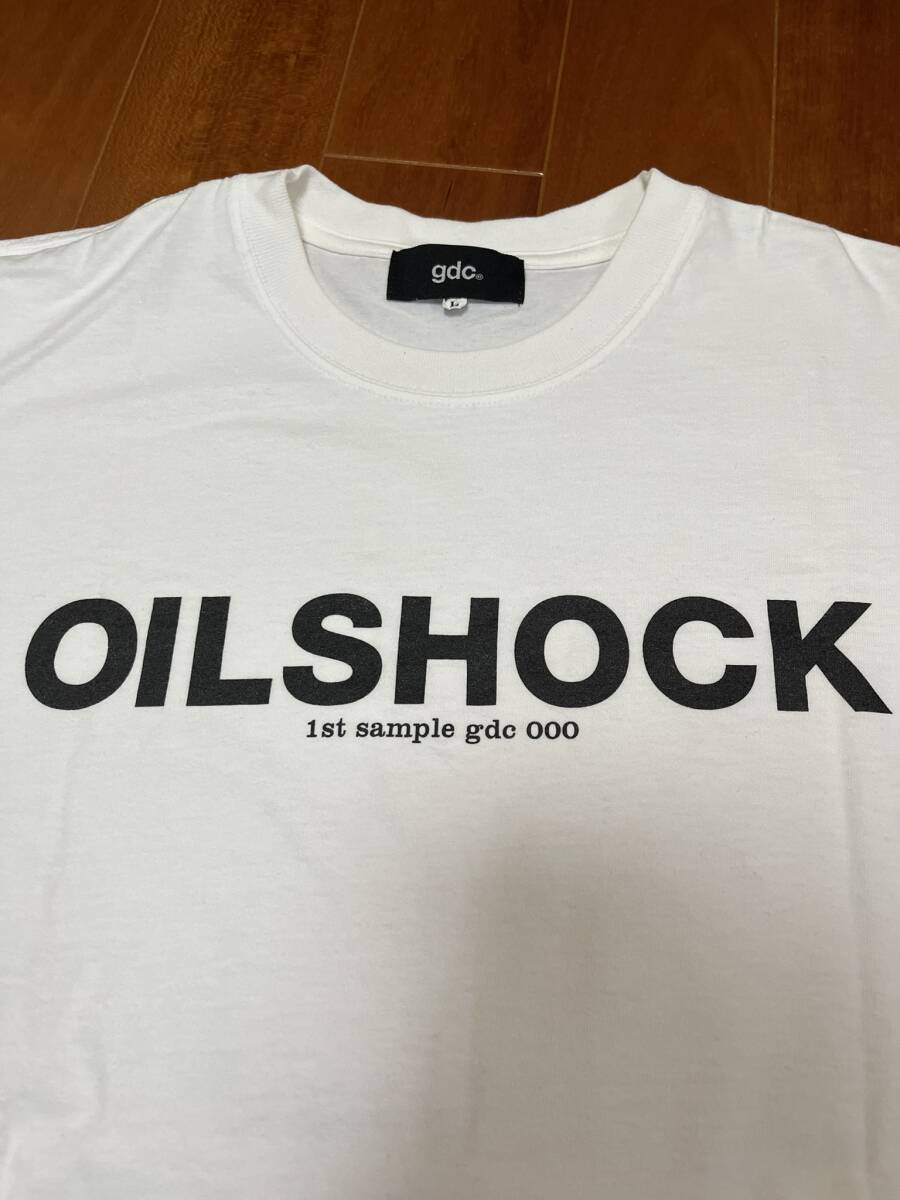 gdc®
L
OILSHOCK
1st sample gdc 000